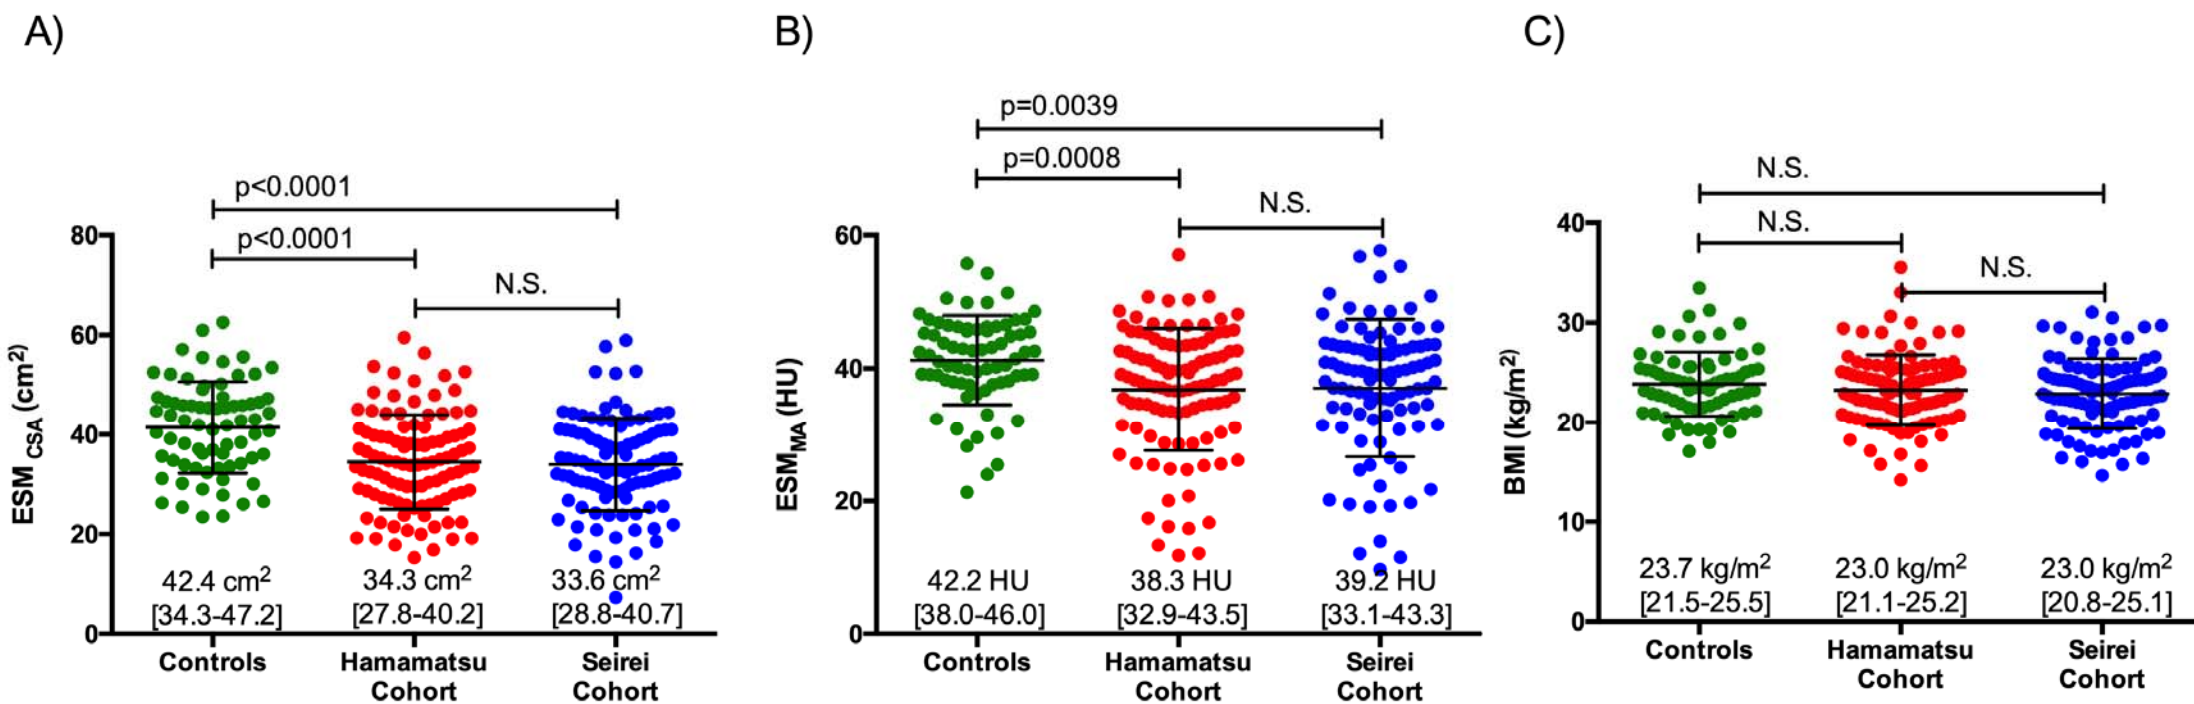 A)
B)
C)
p<0.0001
p<0.0001
N.S.
ESM CSA (cm²)
80
60
40
20
0
42.4 cm²
[34.3-47.2]
34.3 cm²
[27.8-40.2]
33.6 cm²
[28.8-40.7]
Controls
Hamamatsu
Cohort
Seirei
Cohort
p=0.0039
p=0.0008
N.S.
ESM MA (HU)
60
40
20
0
42.2 HU
[38.0-46.0]
38.3 HU
[32.9-43.5]
39.2 HU
[33.1-43.3]
Controls
Hamamatsu
Cohort
Seirei
Cohort
N.S.
N.S.
N.S.
BMI (kg/m²)
40
30
20
10
0
23.7 kg/m²
[21.5-25.5]
23.0 kg/m²
[21.1-25.2]
23.0 kg/m²
[20.8-25.1]
Controls
Hamamatsu
Cohort
Seirei
Cohort